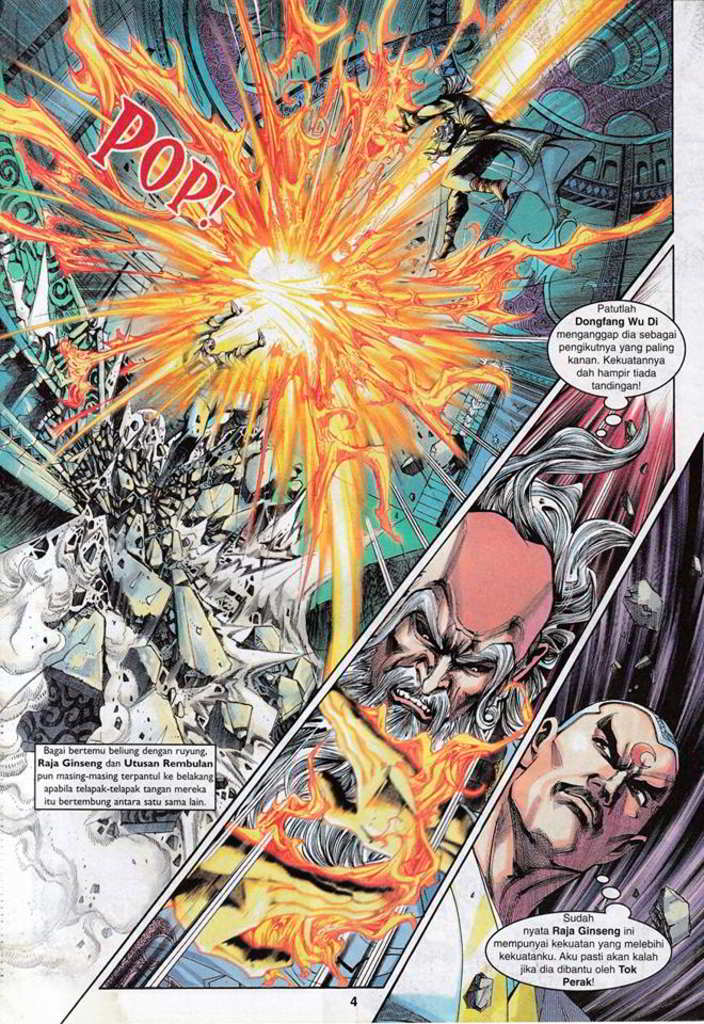 POP!
Patutlah
Dongfang Wu Di
menganggap dia sebagai
pengikutnya yang paling
kanan. Kekuatannya
dah hampir tiada
tandingan!
Bagai bertemu beliung dengan ruyung,
Raja Ginseng dan Utusan Rembulan
pun masing-masing terpantul ke belakang
apabila telapak-telapak tangan mereka
itu bertembung antara satu sama lain.
Sudah
nyata Raja Ginseng ini
mempunyai kekuatan yang melebihi
kekuatanku. Aku pasti akan kalah
jika dia dibantu oleh Tok
Perak!
4